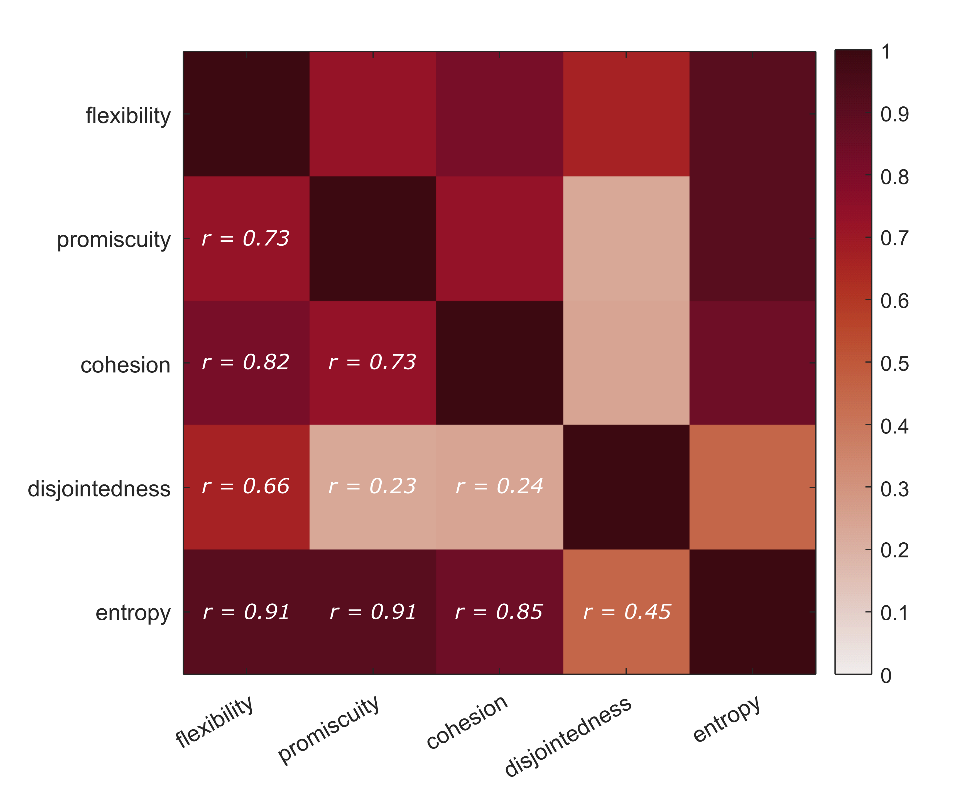 flexibility
promiscuity
r = 0.73
cohesion
r = 0.82
r = 0.73
disjointedness
r = 0.66
r = 0.23
r = 0.24
entropy
r = 0.91
r = 0.91
r = 0.85
r = 0.45
flexibility
promiscuity
cohesion
disjointedness
entropy
1
0.9
0.8
0.7
0.6
0.5
0.4
0.3
0.2
0.1
0